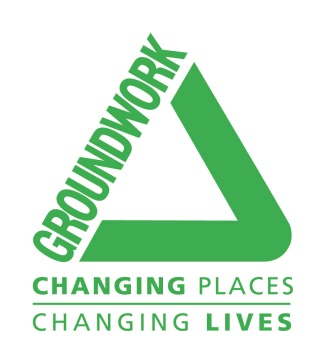 GROUNDWORK
CHANGING PLACES
CHANGING LIVES